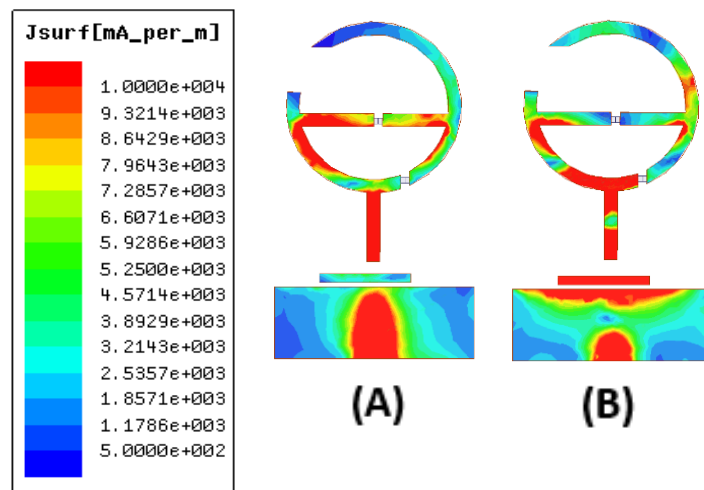 Jsurf[mA_per_m]
1.0000e+004
9.3214e+003
8.6429e+003
7.9643e+003
7.2857e+003
6.6071e+003
5.9286e+003
5.2500e+003
4.5714e+003
3.8929e+003
3.2143e+003
2.5357e+003
1.8571e+003
1.1786e+003
5.0000e+002
(A) (B)